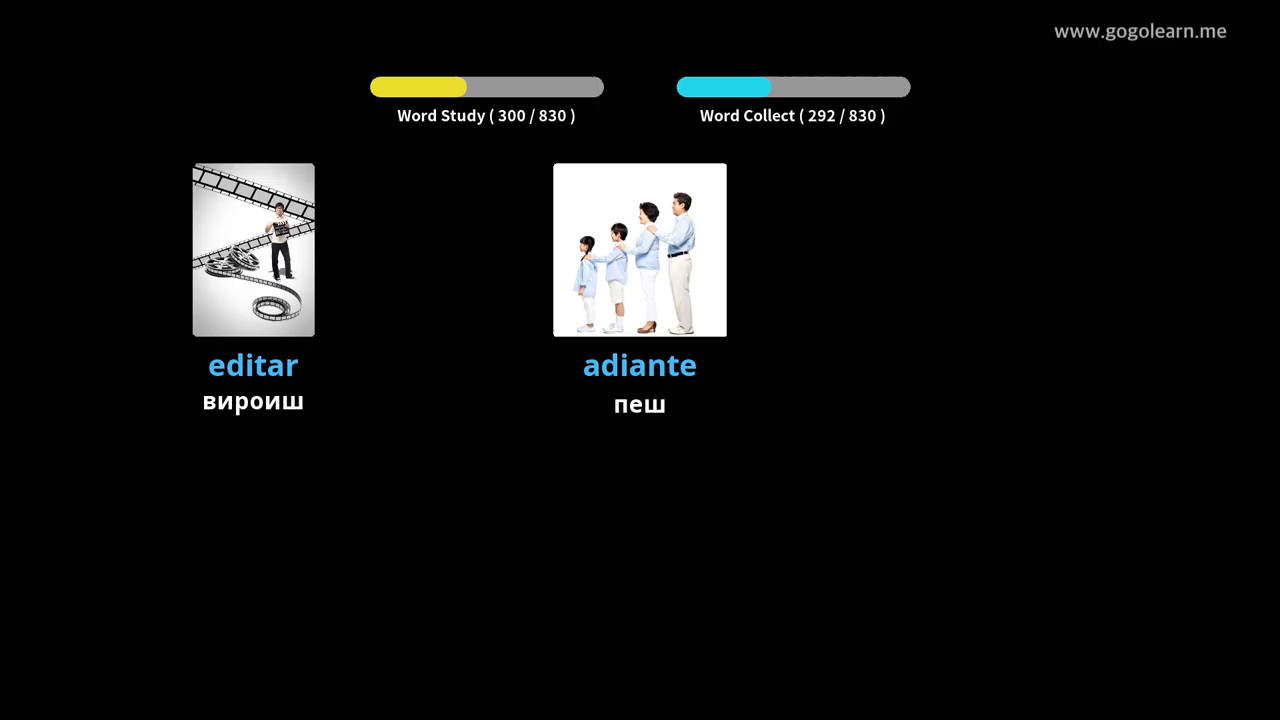 www.gogolearn.me
Word Study ( 300 / 830 )
Word Collect ( 292 / 830 )
editar
вироиш
adiante
пеш